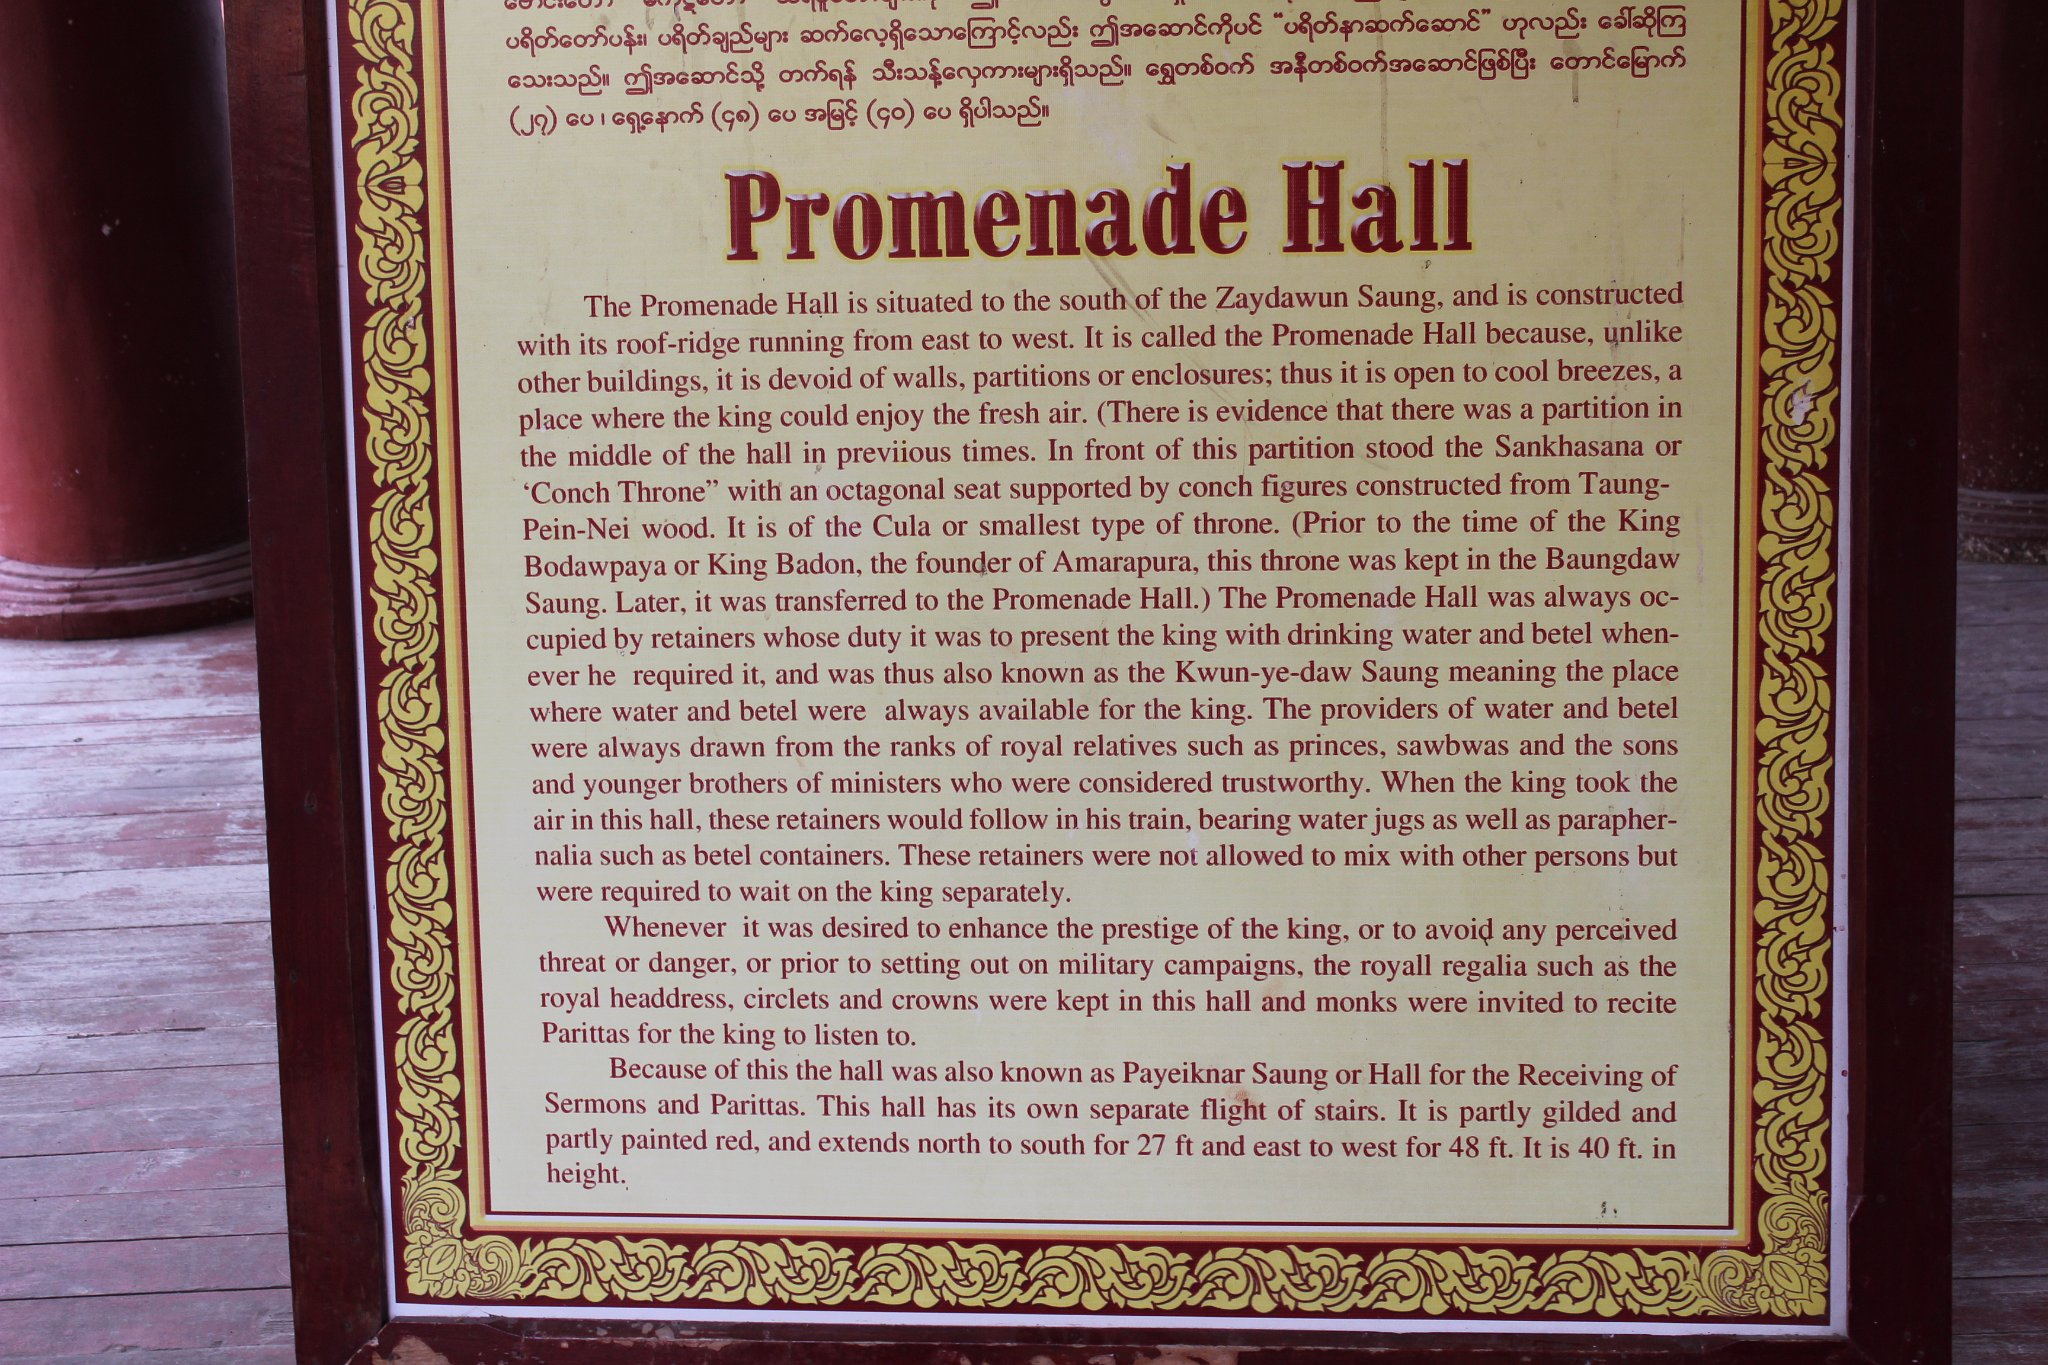 ပရိတ်တော်ပန်း၊ ပရိတ်ချည်များ ဆက်လေ့ရှိသောကြောင့်လည်း ဤအဆောင်ကိုပင် “ပရိတ်နာဆက်ဆောင်” ဟုလည်း ခေါ်ဆိုကြ
သေးသည်။ ဤအဆောင်သို့ တက်ရန် သီးသန့်လှေကားများရှိသည်။ ရွှေတစ်ဝက် အနီတစ်ဝက်အဆောင်ဖြစ်ပြီး တောင်မြောက်
(၂၇) ပေ ၊ ရှေ့နောက် (၄၈) ပေ အမြင့် (၄၀) ပေ ရှိပါသည်။
Promenade Hall
The Promenade Hall is situated to the south of the Zaydawun Saung, and is constructed
with its roof-ridge running from east to west. It is called the Promenade Hall because, unlike
other buildings, it is devoid of walls, partitions or enclosures; thus it is open to cool breezes, a
place where the king could enjoy the fresh air. (There is evidence that there was a partition in
the middle of the hall in previious times. In front of this partition stood the Sankhasana or
‘Conch Throne” with an octagonal seat supported by conch figures constructed from Taung-
Pein-Nei wood. It is of the Cula or smallest type of throne. (Prior to the time of the King
Bodawpaya or King Badon, the founder of Amarapura, this throne was kept in the Baungdaw
Saung. Later, it was transferred to the Promenade Hall.) The Promenade Hall was always oc-
cupied by retainers whose duty it was to present the king with drinking water and betel when-
ever he required it, and was thus also known as the Kwun-ye-daw Saung meaning the place
where water and betel were always available for the king. The providers of water and betel
were always drawn from the ranks of royal relatives such as princes, sawbwas and the sons
and younger brothers of ministers who were considered trustworthy. When the king took the
air in this hall, these retainers would follow in his train, bearing water jugs as well as parapher-
nalia such as betel containers. These retainers were not allowed to mix with other persons but
were required to wait on the king separately.
Whenever it was desired to enhance the prestige of the king, or to avoid any perceived
threat or danger, or prior to setting out on military campaigns, the royall regalia such as the
royal headdress, circlets and crowns were kept in this hall and monks were invited to recite
Parittas for the king to listen to.
Because of this the hall was also known as Payeiknar Saung or Hall for the Receiving of
Sermons and Parittas. This hall has its own separate flight of stairs. It is partly gilded and
partly painted red, and extends north to south for 27 ft and east to west for 48 ft. It is 40 ft. in
height.